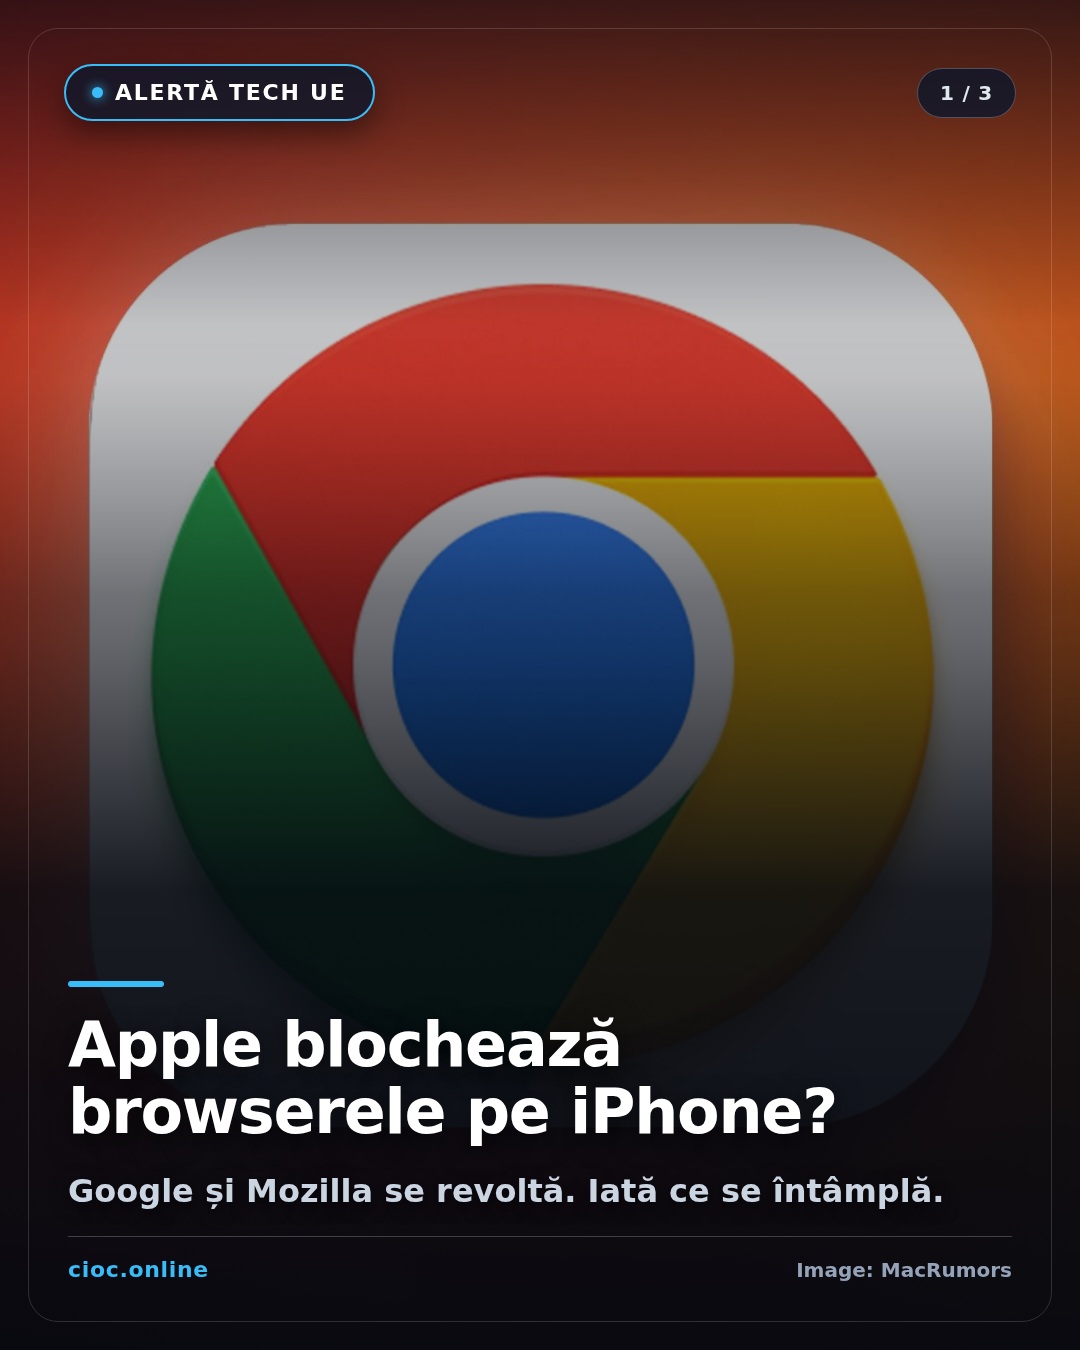 ALERTĂ TECH UE
1 / 3
Apple blochează
browserele pe iPhone?
Google și Mozilla se revoltă. Iată ce se întâmplă.
cioc.online
Image: MacRumors